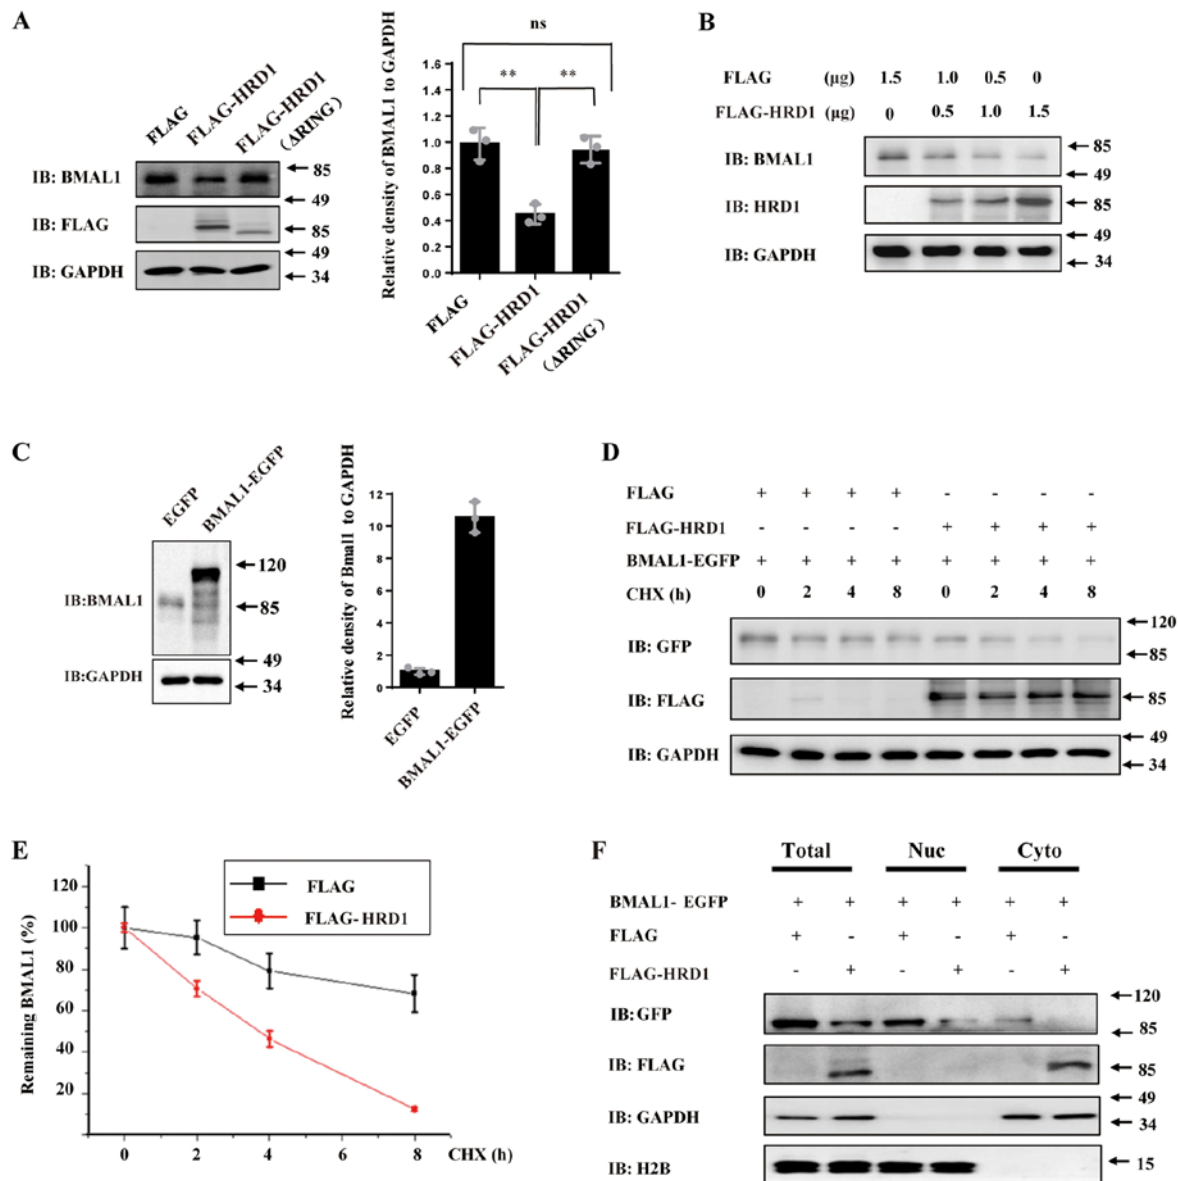 A
FLAG
FLAG-HRD1
FLAG-HRD1
(ΔRING)
IB: BMAL1
85
49
IB: FLAG
85
49
IB: GAPDH
34
Relative density of BMAL1 to GAPDH
ns
**
**
1.6
1.4
1.2
1.0
0.8
0.6
0.4
0.2
0.0
FLAG
FLAG-HRD1
FLAG-HRD1
(ΔRING)
B
FLAG (μg) 1.5 1.0 0.5 0
FLAG-HRD1 (μg) 0 0.5 1.0 1.5
IB: BMAL1
85
49
IB: HRD1
85
49
IB: GAPDH
34
C
EGFP
BMAL1-EGFP
120
IB:BMAL1
85
49
IB:GAPDH
34
Relative density of Bmal1 to GAPDH
12
10
8
6
4
2
0
EGFP
BMAL1-EGFP
D
FLAG + + + + - - - -
FLAG-HRD1 - - - - + + + +
BMAL1-EGFP + + + + + + + +
CHX (h) 0 2 4 8 0 2 4 8
120
IB: GFP
85
IB: FLAG
85
49
IB: GAPDH
34
E
Remaining BMAL1 (%)
120
100
80
60
40
20
FLAG
FLAG-HRD1
0 2 4 6 8 CHX (h)
F
Total Nuc Cyto
BMAL1- EGFP + + + + + +
FLAG + - + - + -
FLAG-HRD1 - + - + - +
120
IB: GFP
85
IB: FLAG
85
49
IB: GAPDH
34
IB: H2B
15